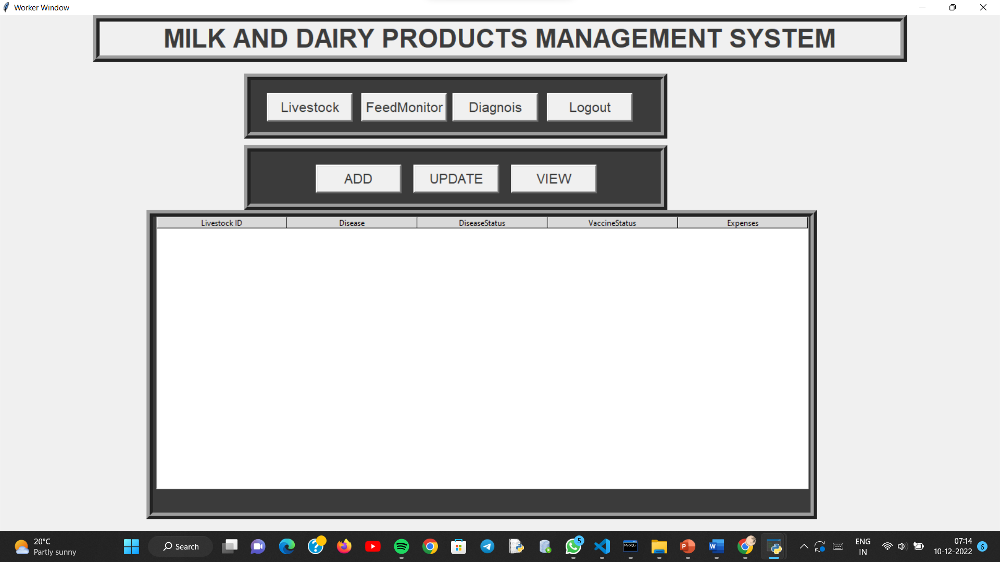 Worker Window
MILK AND DAIRY PRODUCTS MANAGEMENT SYSTEM
Livestock FeedMonitor Diagnois Logout
ADD UPDATE VIEW
Livestock ID Disease DiseaseStatus VaccineStatus Expenses
20°C
Partly sunny
Search
5
MySQL
P
W
ENG
IN
07:14
10-12-2022
6